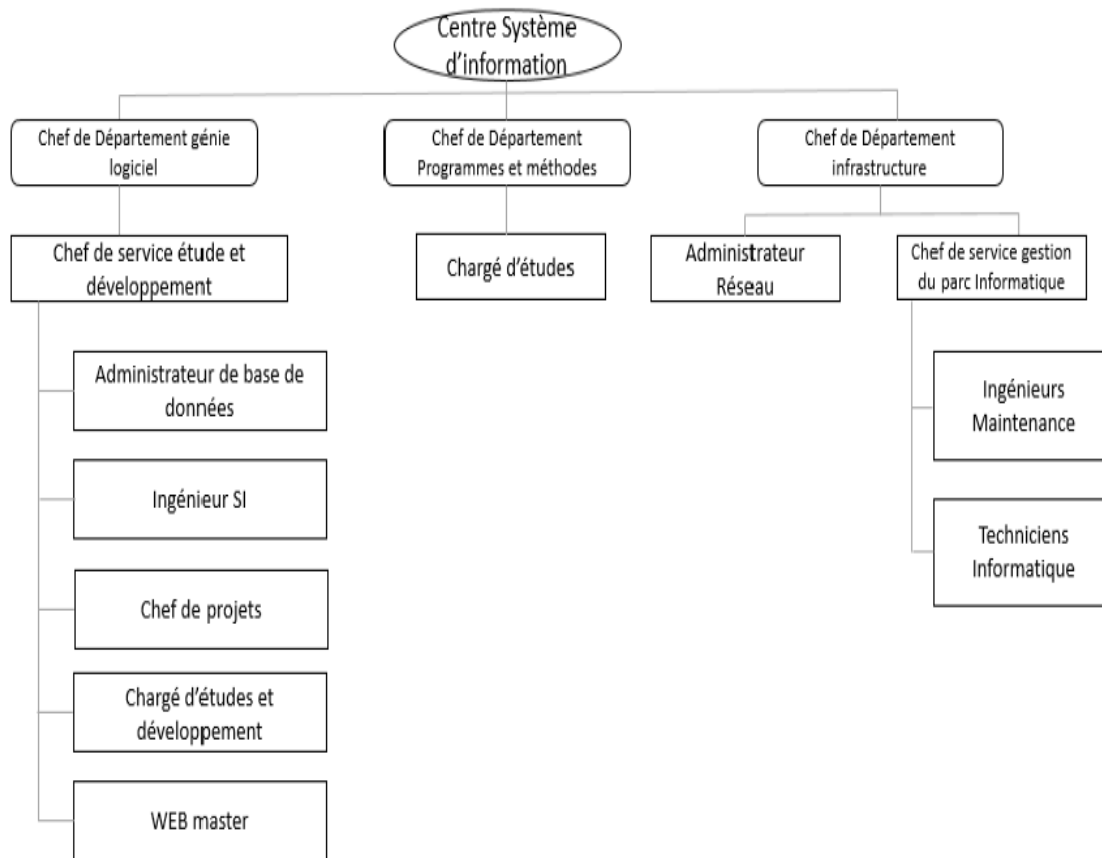 Centre Système
d'information
Chef de Département génie
logiciel
Chef de Département
Programmes et méthodes
Chef de Département
infrastructure
Chef de service étude et
développement
Chargé d'études
Administrateur
Réseau
Chef de service gestion
du parc Informatique
Administrateur de base de
données
Ingénieur SI
Chef de projets
Chargé d'études et
développement
WEB master
Ingénieurs
Maintenance
Techniciens
Informatique